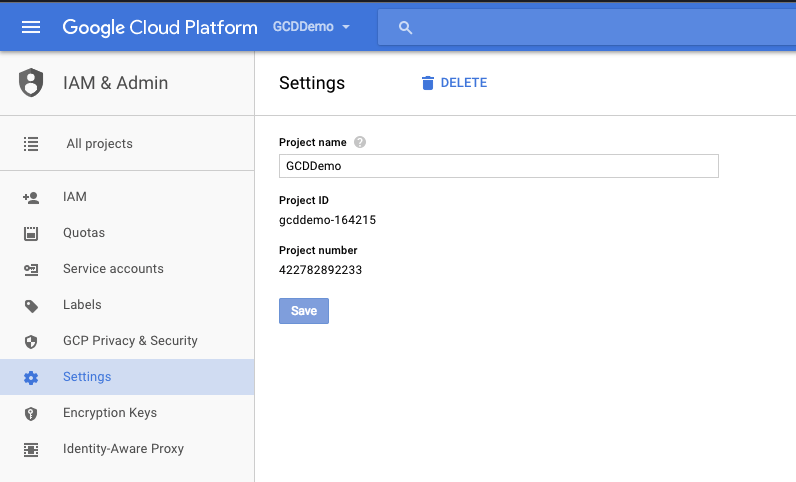 Google Cloud Platform GCDDemo
IAM & Admin
All projects
IAM
Quotas
Service accounts
Labels
GCP Privacy & Security
Settings
Encryption Keys
Identity-Aware Proxy
Settings DELETE
Project name ?
GCDDemo
Project ID
gcddemo-164215
Project number
422782892233
Save